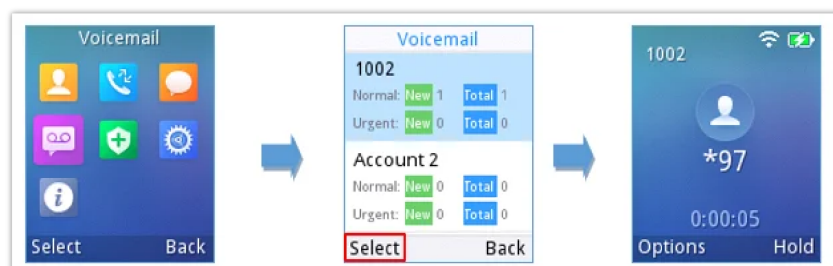 Voicemail
Select Back
Voicemail
1002
Normal: New 1 Total 1
Urgent: New 0 Total 0
Account 2
Normal: New 0 Total 0
Urgent: New 0 Total 0
Select Back
1002
*97
0:00:05
Options Hold